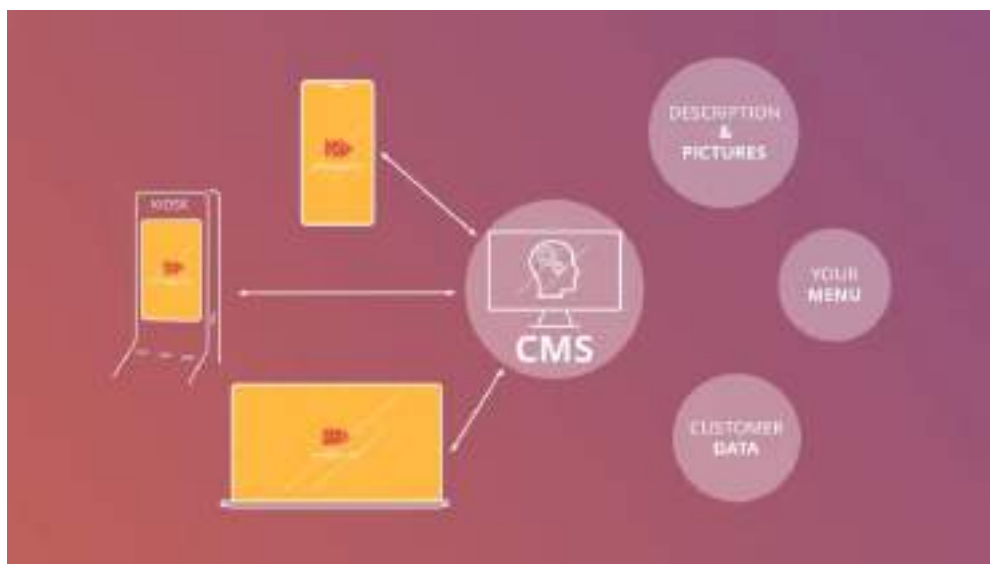 DESCRIPTION
&
PICTURES
KIOSK
YOUR
MENU
CMS
CUSTOMER
DATA